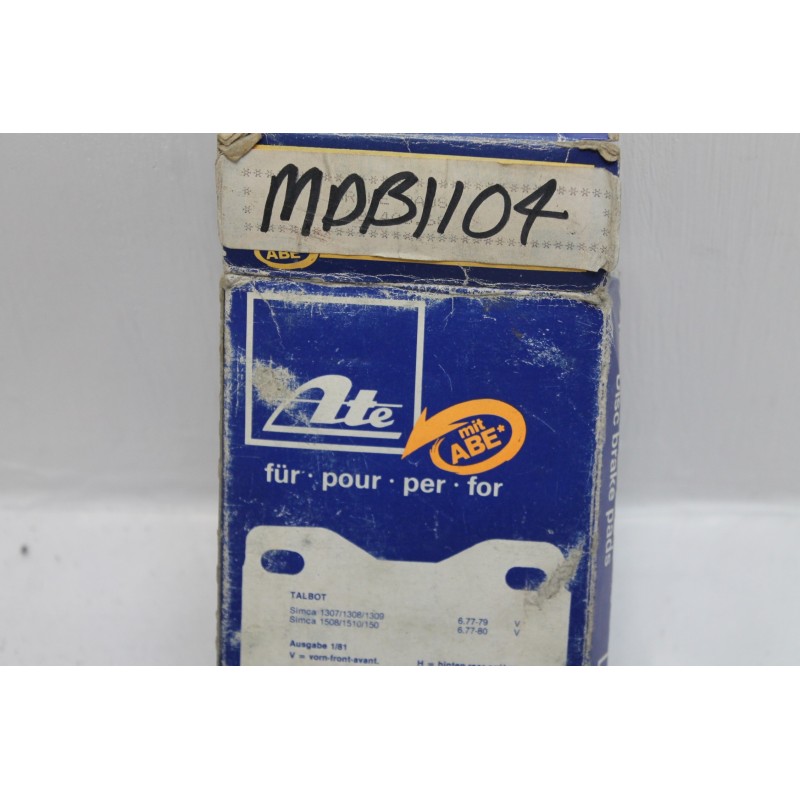 MDB1104
ABE
Ate
mit
ABE*
für · pour · per · for
TALBOT
Simca 1307/1308/1309 6.77-79 V
Simca 1508/1510/150 6.77-80 V
Ausgabe 1/81
V = vorn-front-avant.
H = hinten
disc brake pads